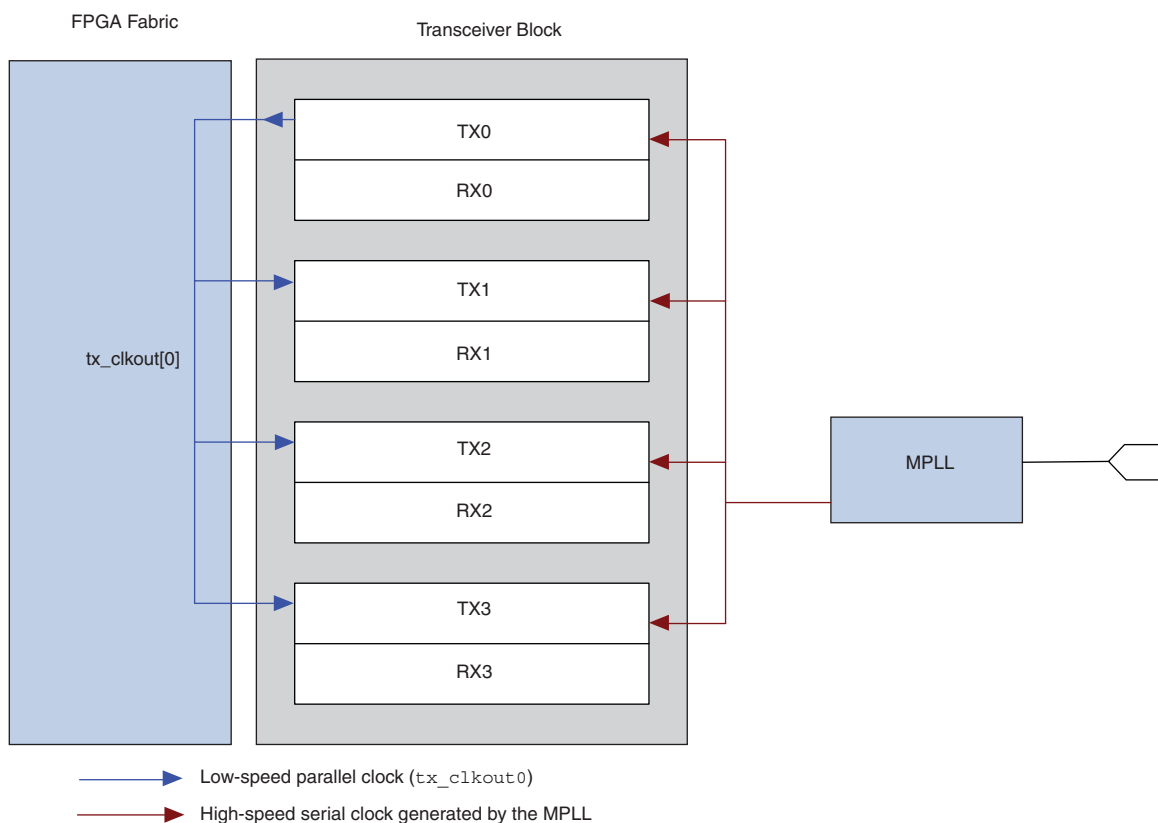 FPGA Fabric
Transceiver Block
TX0
RX0
TX1
RX1
tx_clkout[0]
TX2
RX2
MPLL
TX3
RX3
Low-speed parallel clock (tx_clkout0)
High-speed serial clock generated by the MPLL